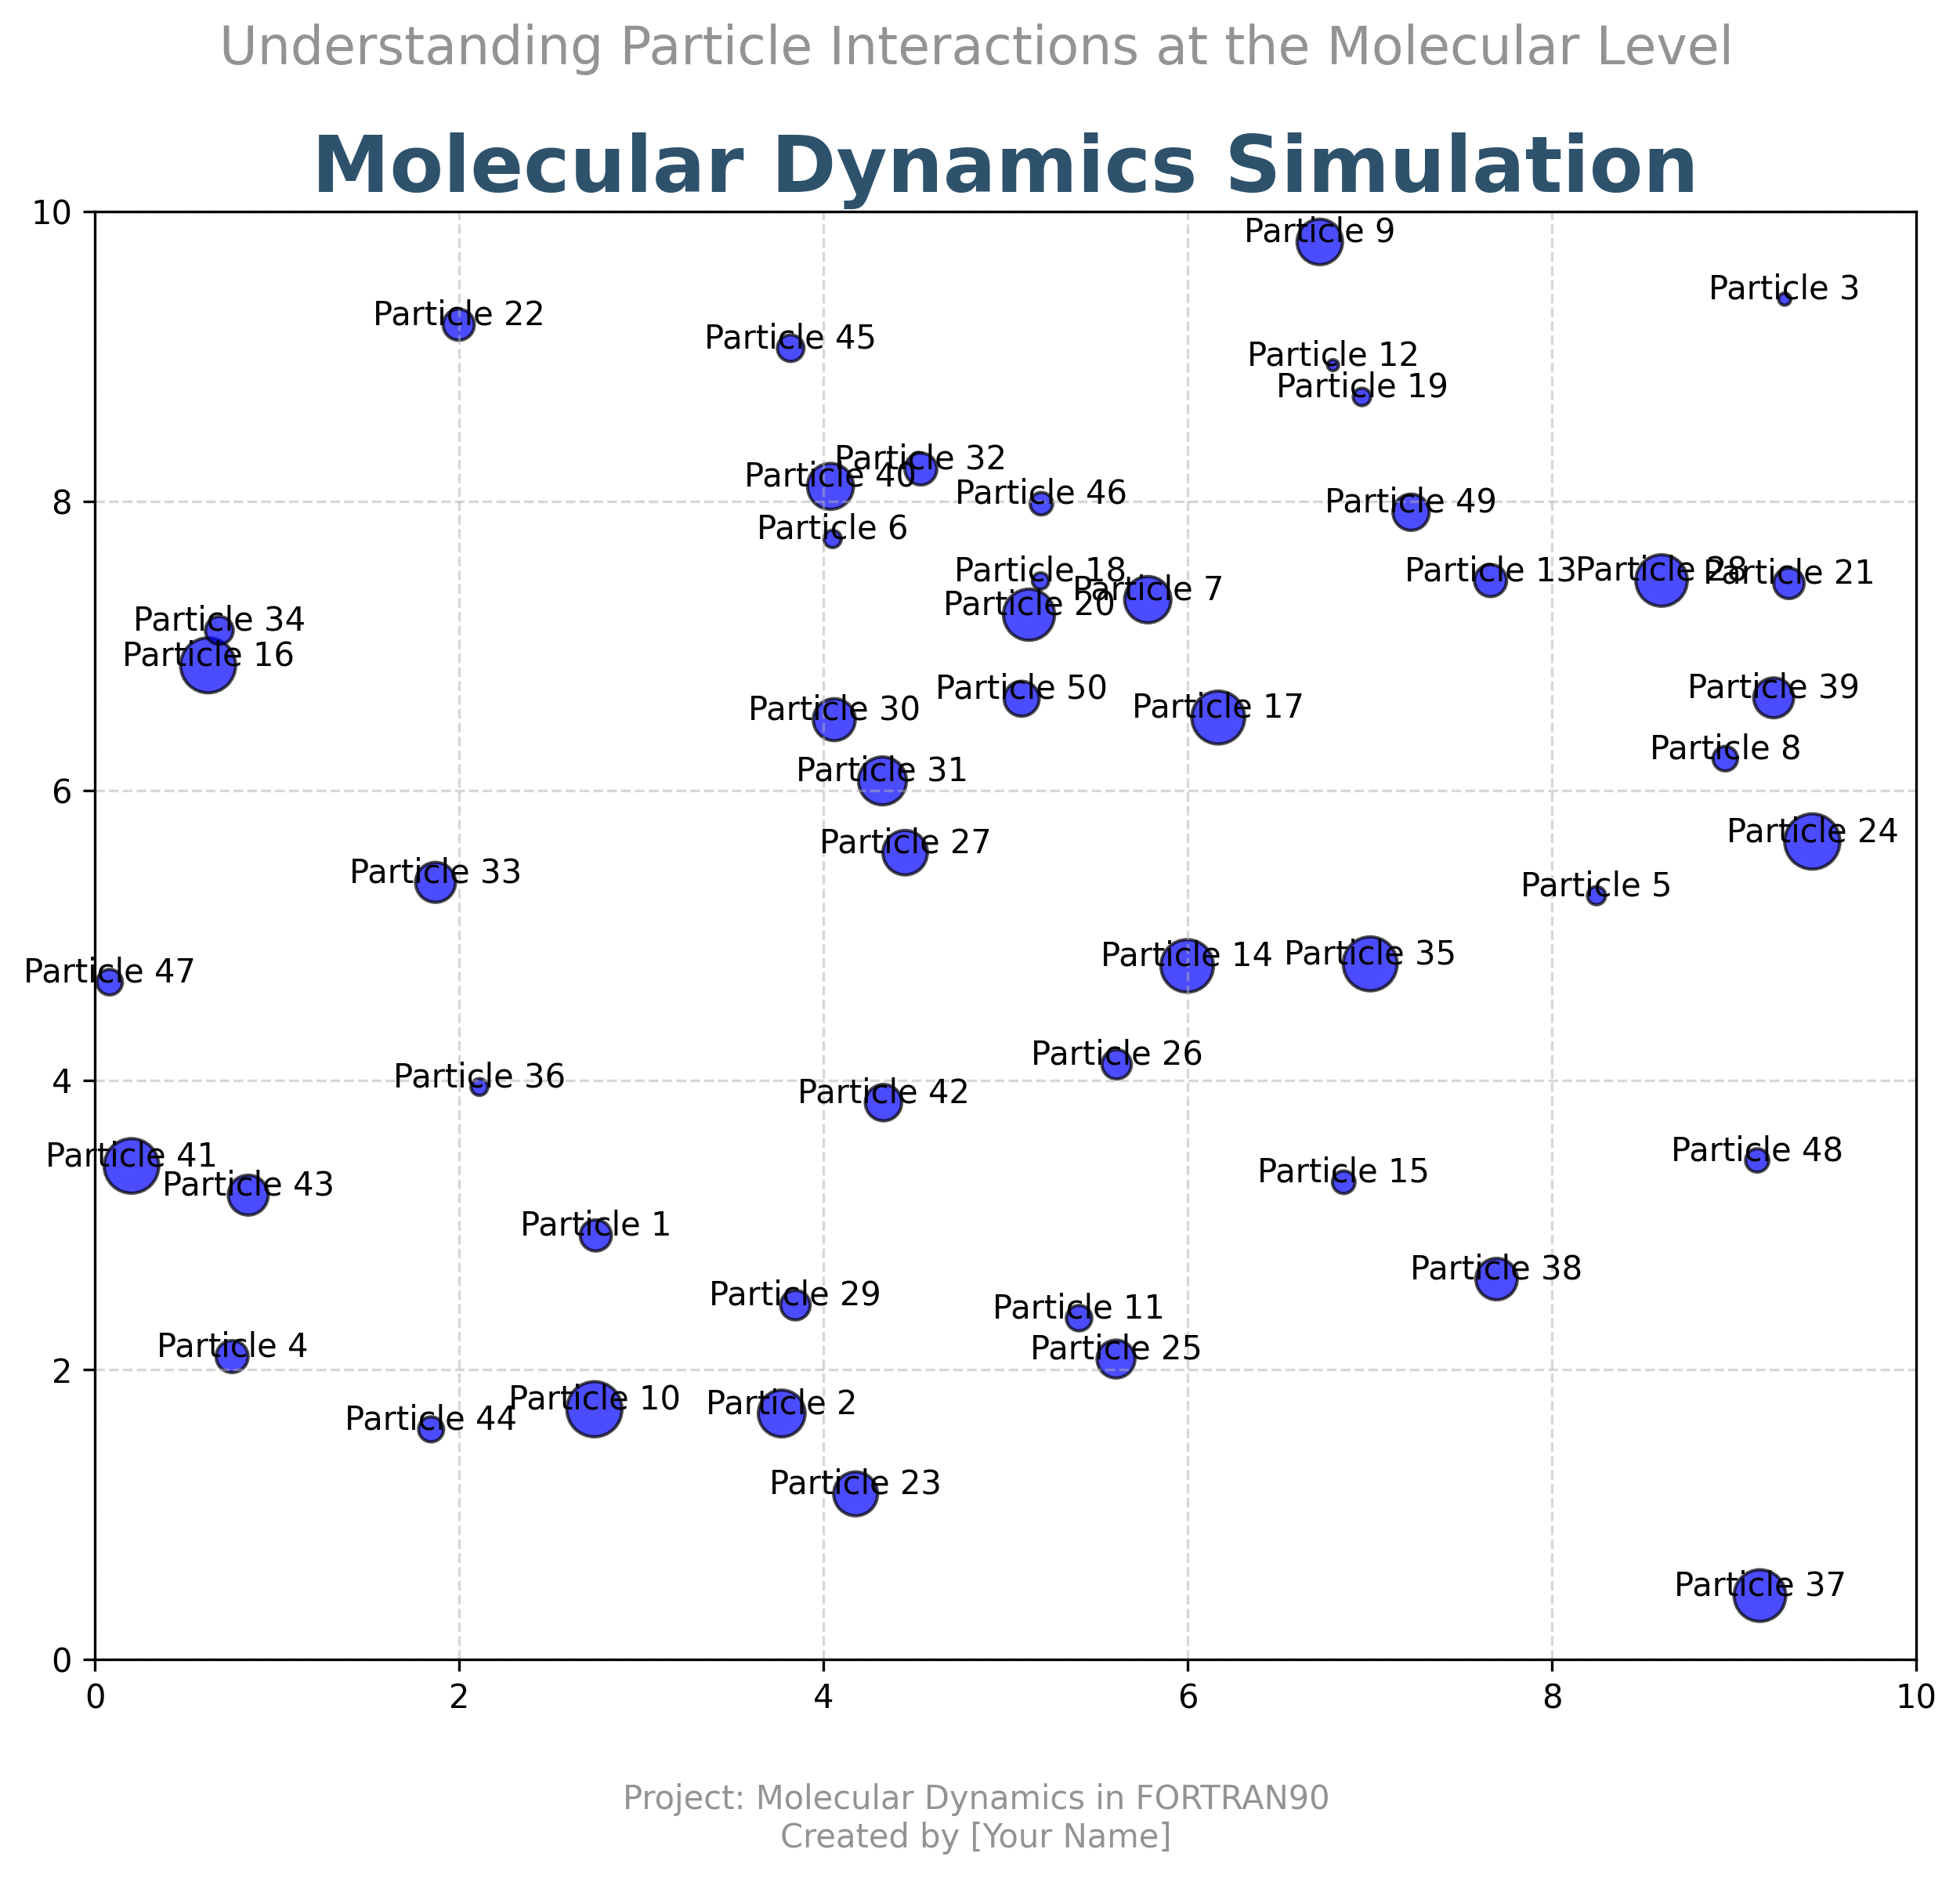 Understanding Particle Interactions at the Molecular Level
Molecular Dynamics Simulation
10
Particle 9
Particle 3
Particle 22
Particle 45
Particle 12
Particle 19
Particle 32
Particle 40
Particle 46
8
Particle 49
Particle 6
Particle 18
Particle 13
Particle 28
Particle 21
Particle 7
Particle 20
Particle 34
Particle 16
Particle 50
Particle 39
Particle 30
Particle 17
Particle 8
Particle 31
6
Particle 27
Particle 24
Particle 33
Particle 5
Particle 14
Particle 35
Particle 47
Particle 26
Particle 36
4
Particle 42
Particle 41
Particle 48
Particle 15
Particle 43
Particle 1
Particle 38
Particle 29
Particle 11
Particle 4
Particle 25
2
Particle 10
Particle 2
Particle 44
Particle 23
Particle 37
0
0 2 4 6 8 10
Project: Molecular Dynamics in FORTRAN90
Created by [Your Name]